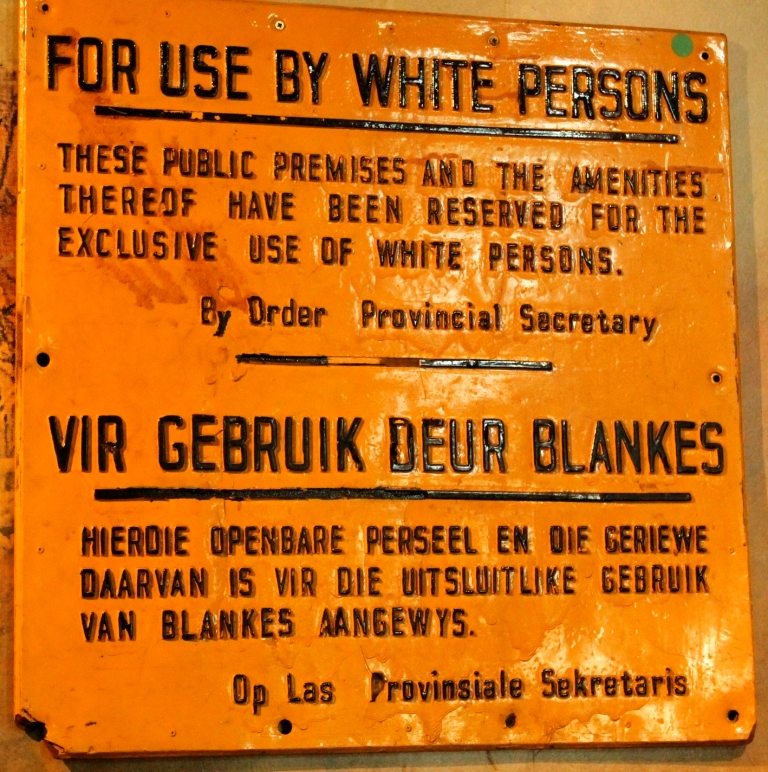 FOR USE BY WHITE PERSONS
THESE PUBLIC PREMISES AND THE AMENITIES
THEREOF HAVE BEEN RESERVED FOR THE
EXCLUSIVE USE OF WHITE PERSONS.
By Order Provincial Secretary
VIR GEBRUIK DEUR BLANKES
HIERDIE OPENBARE PERSEEL EN DIE GERIEWE
DAARVAN IS VIR DIE UITSLUITLIKE GEBRUIK
VAN BLANKES AANGEWYS.
Op Las Provinsiale Sekretaris